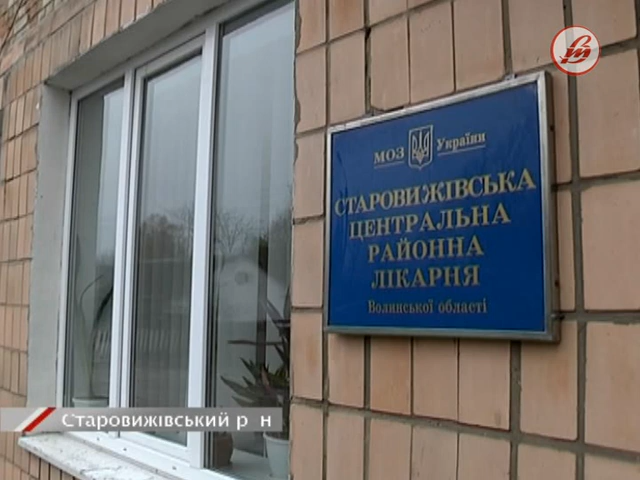 МОЗ України
СТАРОВИЖІВСЬКА
ЦЕНТРАЛЬНА
РАЙОННА
ЛІКАРНЯ
Волинської області
Старовижівський р н